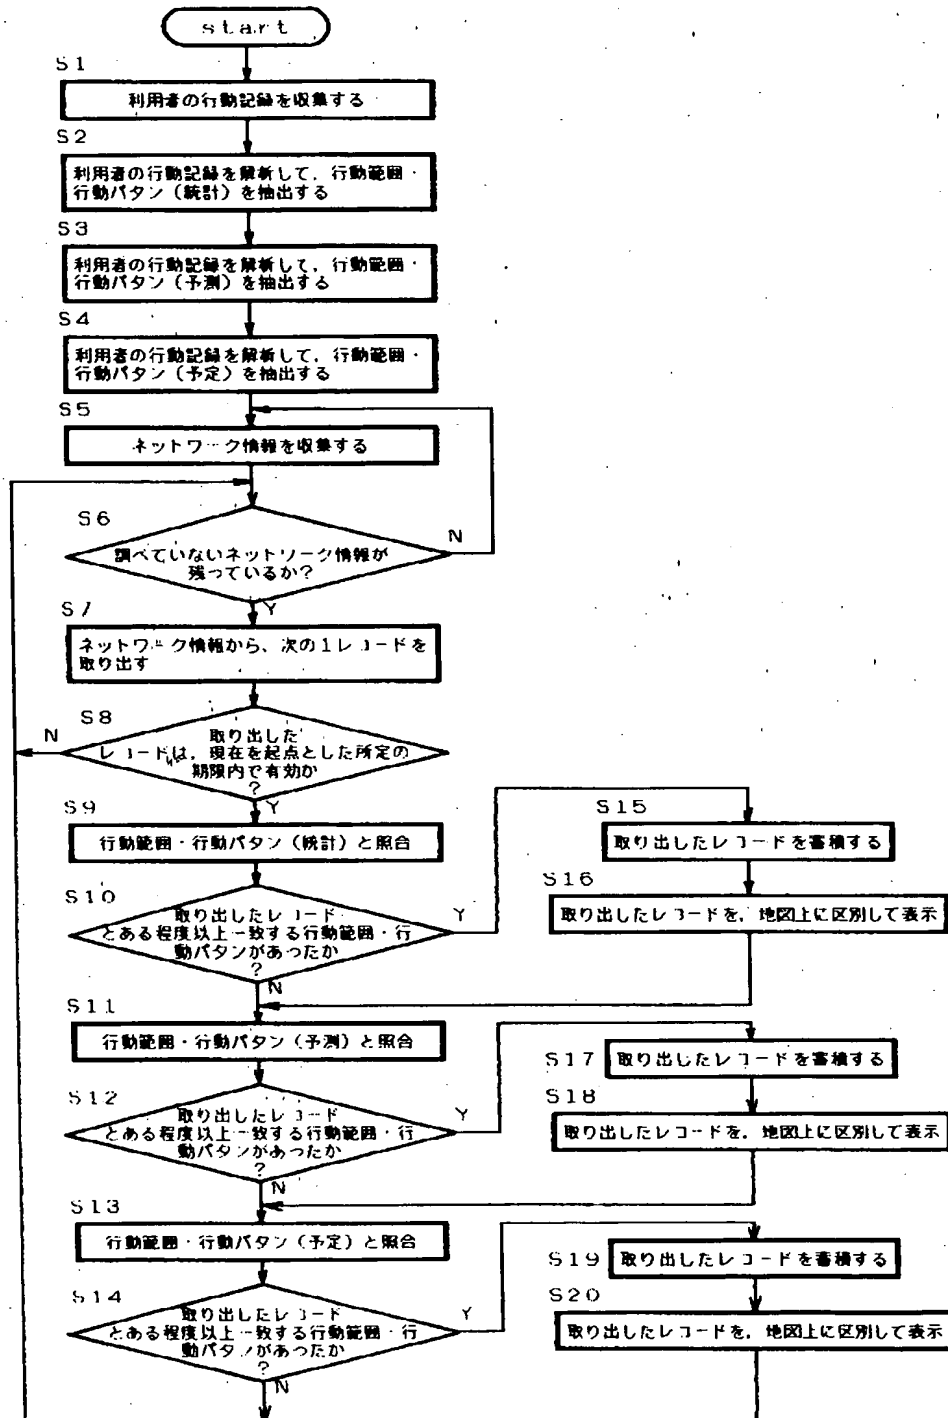 start
S1
利用者の行動記録を収集する
S2
利用者の行動記録を解析して、行動範囲・
行動パタン（統計）を抽出する
S3
利用者の行動記録を解析して、行動範囲・
行動パタン（予測）を抽出する
S4
利用者の行動記録を解析して、行動範囲・
行動パタン（予定）を抽出する
S5
ネットワーク情報を収集する
S6
N
調べていないネットワーク情報が
残っているか？
Y
S7
ネットワーク情報から、次の１レコードを
取り出す
S8
N
取り出した
レコードは、現在を起点とした所定の
期限内で有効か
？
Y
S9
行動範囲・行動パタン（統計）と照合
S10
取り出したレコード
とある程度以上一致する行動範囲・行
動パタンがあったか
？
Y
N
S15
取り出したレコードを蓄積する
S16
取り出したレコードを、地図上に区別して表示
S11
行動範囲・行動パタン（予測）と照合
S12
取り出したレコード
とある程度以上一致する行動範囲・行
動パタンがあったか
？
Y
N
S17
取り出したレコードを蓄積する
S18
取り出したレコードを、地図上に区別して表示
S13
行動範囲・行動パタン（予定）と照合
S14
取り出したレコード
とある程度以上一致する行動範囲・行
動パタンがあったか
？
Y
N
S19
取り出したレコードを蓄積する
S20
取り出したレコードを、地図上に区別して表示